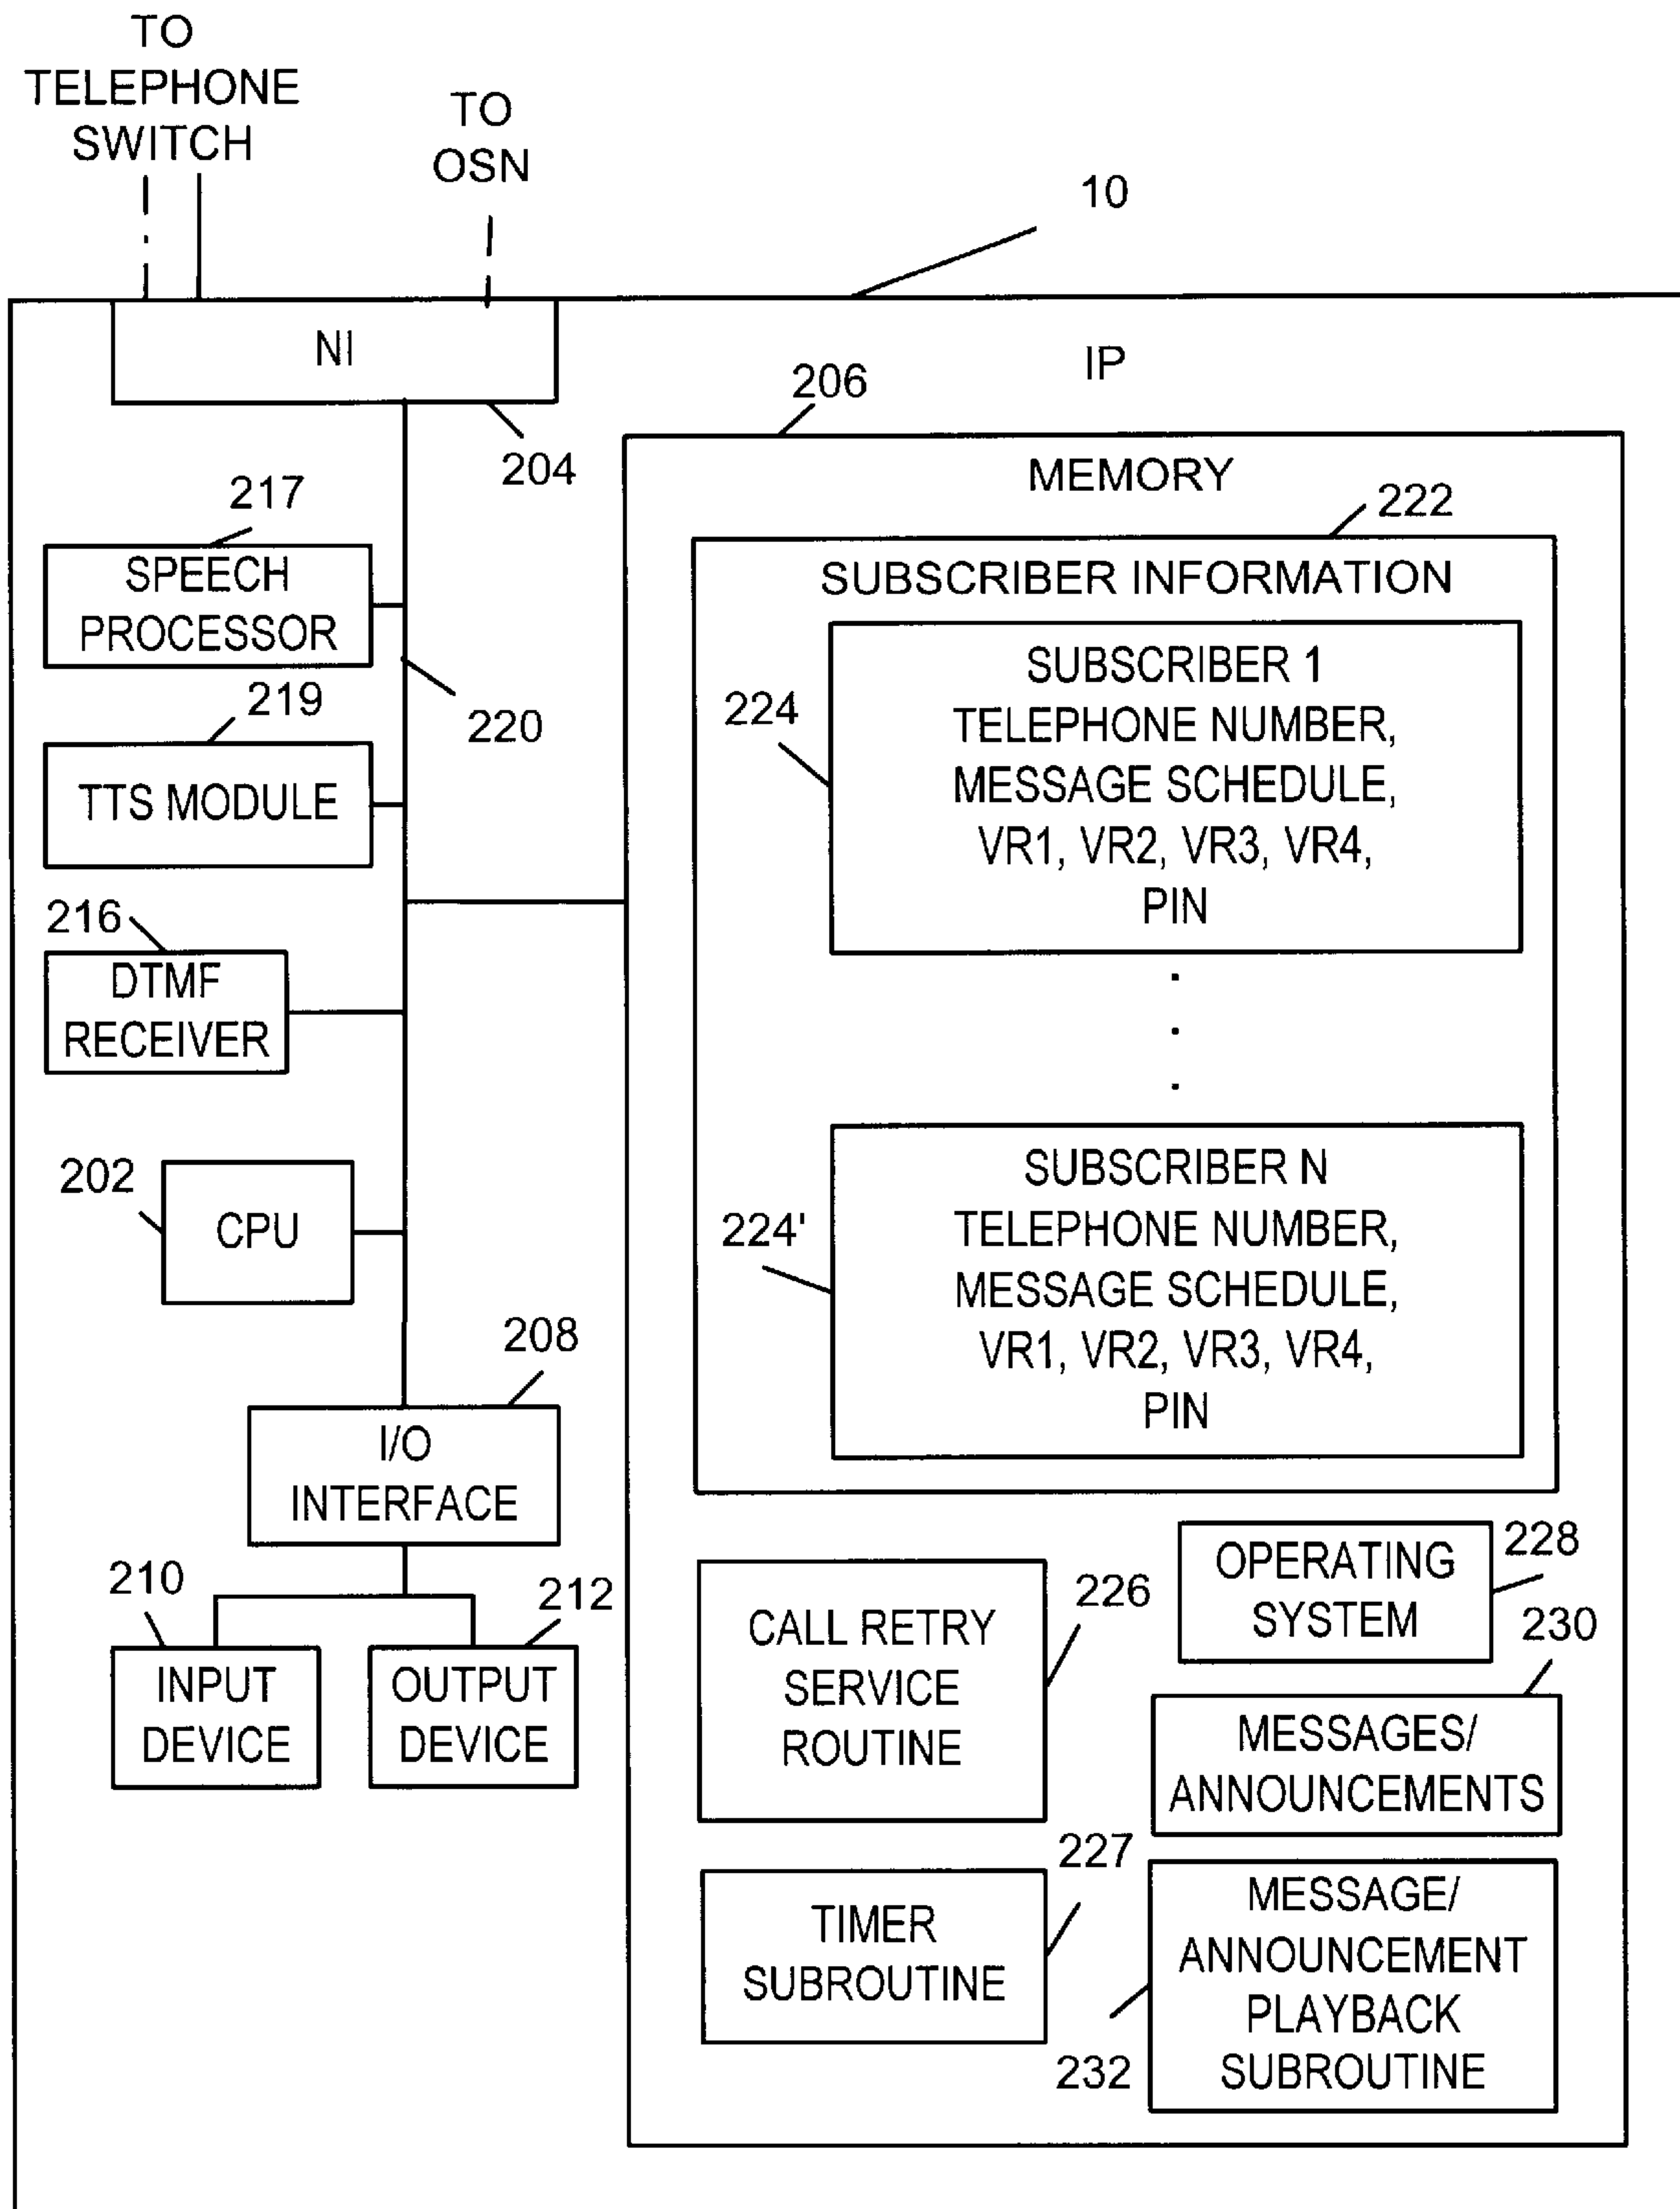 TO
TELEPHONE
SWITCH
TO
OSN
10
NI
IP
204
206
MEMORY
217
SPEECH
PROCESSOR
220
219
TTS MODULE
216
DTMF
RECEIVER
202
CPU
208
I/O
INTERFACE
210
INPUT
DEVICE
212
OUTPUT
DEVICE
222
SUBSCRIBER INFORMATION
224
SUBSCRIBER 1
TELEPHONE NUMBER,
MESSAGE SCHEDULE,
VR1, VR2, VR3, VR4,
PIN
.
.
.
224'
SUBSCRIBER N
TELEPHONE NUMBER,
MESSAGE SCHEDULE,
VR1, VR2, VR3, VR4,
PIN
CALL RETRY
SERVICE
ROUTINE
226
OPERATING
SYSTEM
228
230
MESSAGES/
ANNOUNCEMENTS
227
TIMER
SUBROUTINE
232
MESSAGE/
ANNOUNCEMENT
PLAYBACK
SUBROUTINE